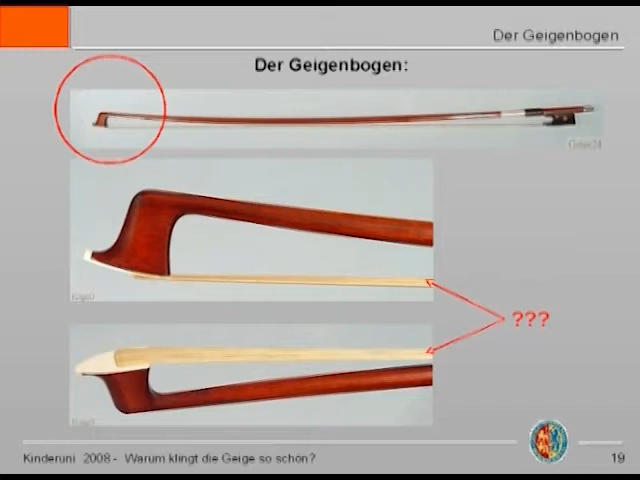 Der Geigenbogen
Der Geigenbogen:
???
Kinderuni 2008 - Warum klingt die Geige so schön?
19